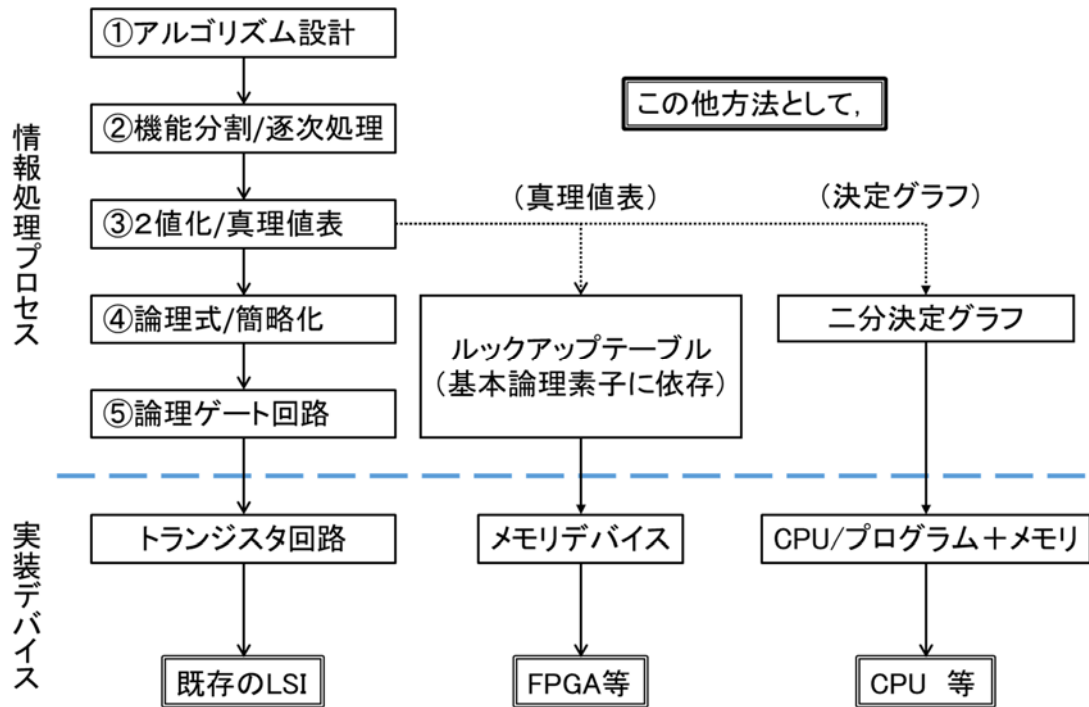 ①アルゴリズム設計
この他方法として,
②機能分割/逐次処理
情報処理プロセス
(真理値表)
(決定グラフ)
③2値化/真理値表
④論理式/簡略化
ルックアップテーブル
(基本論理素子に依存)
二分決定グラフ
⑤論理ゲート回路
実装デバイス
トランジスタ回路
メモリデバイス
CPU/プログラム+メモリ
既存のLSI
FPGA等
CPU 等